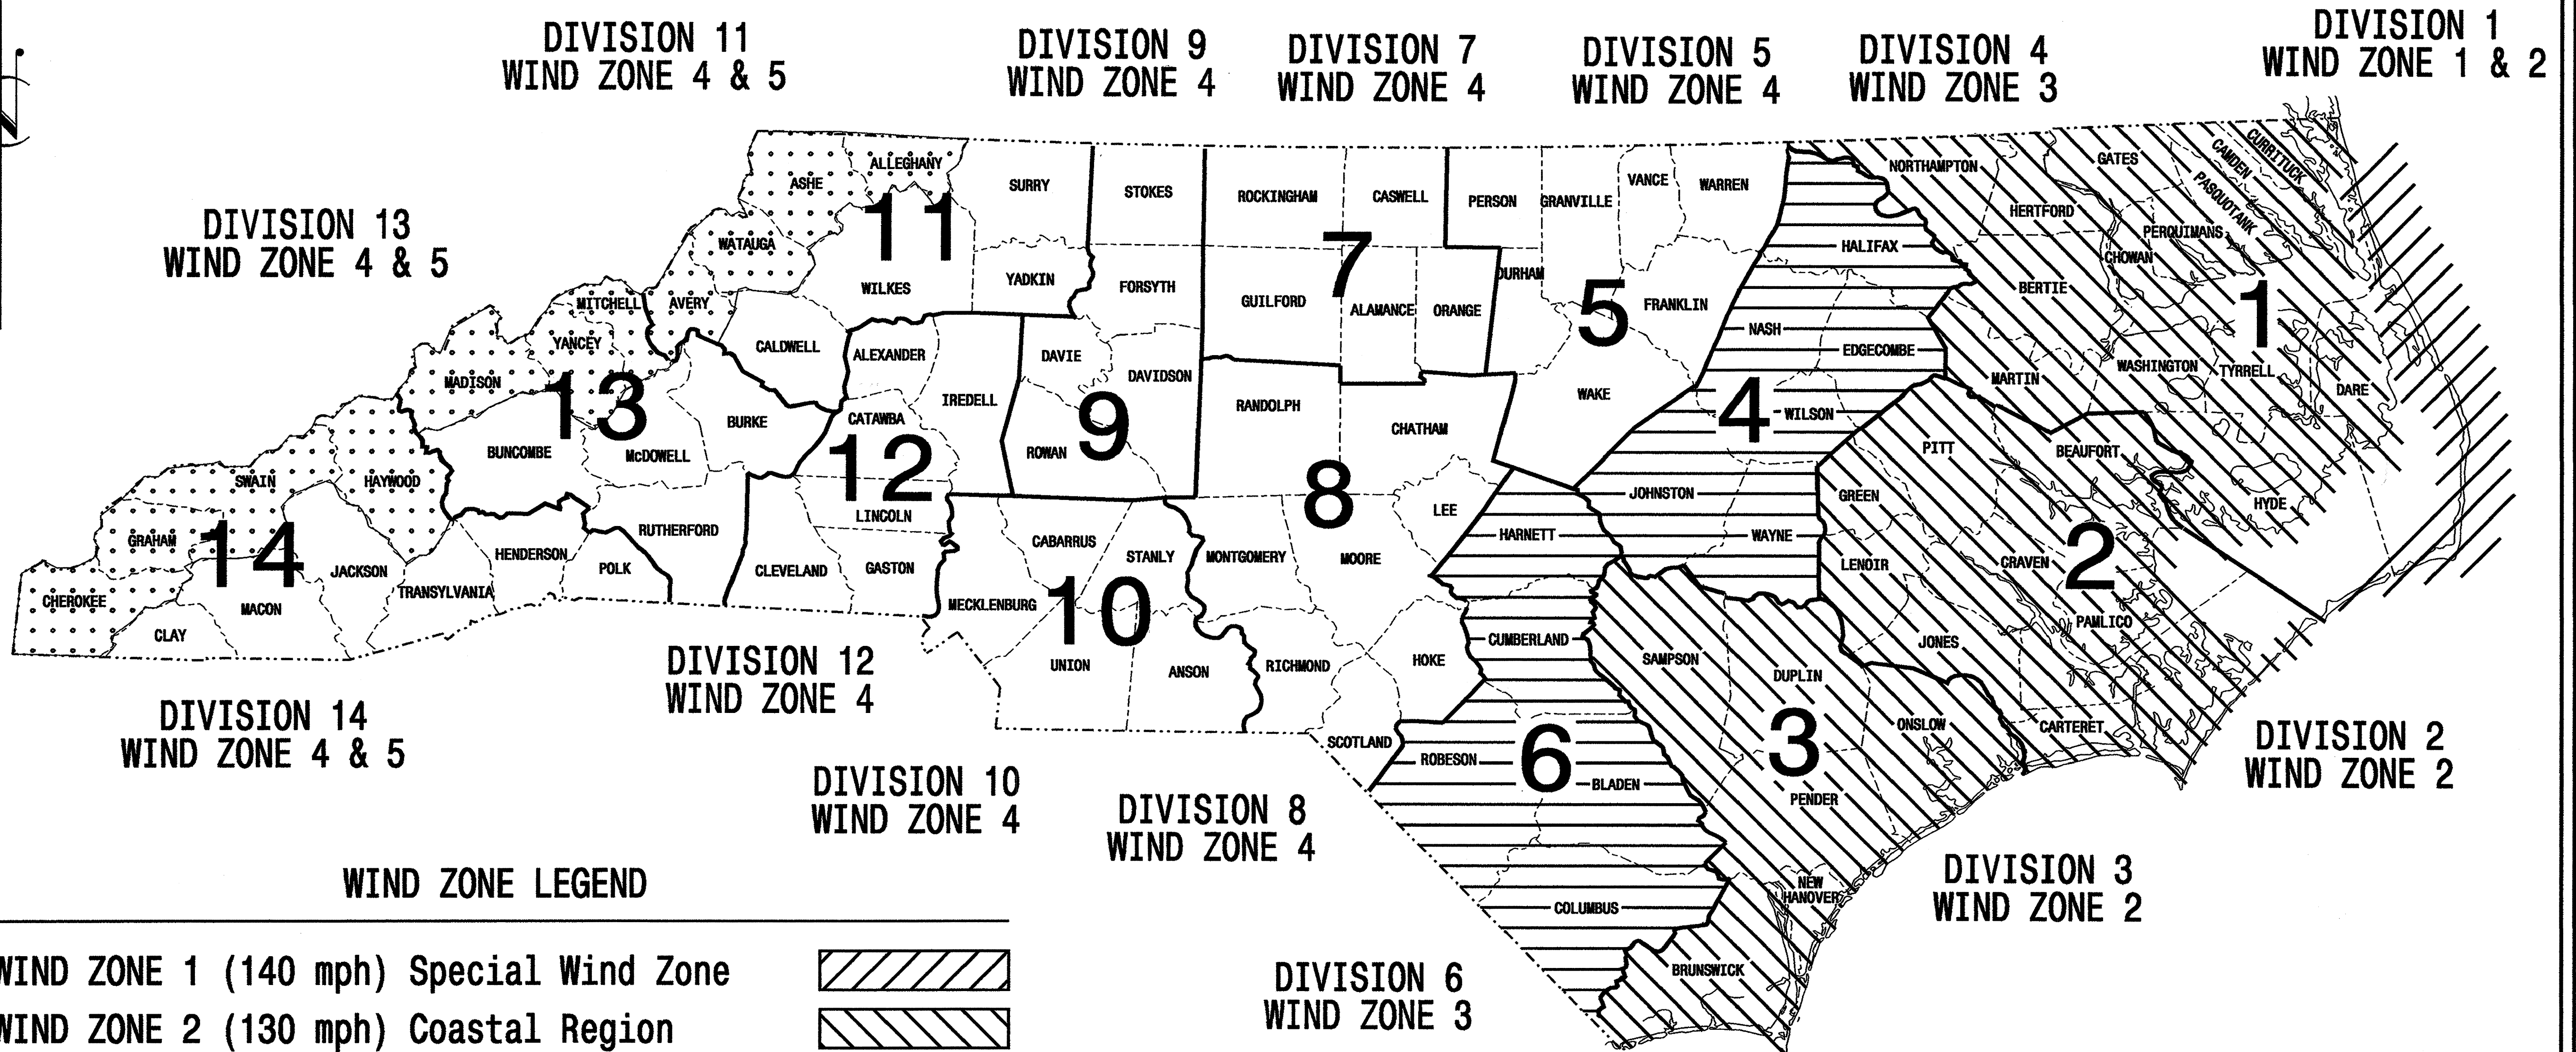 DIVISION 11
WIND ZONE 4 & 5
DIVISION 9
WIND ZONE 4
DIVISION 7
WIND ZONE 4
DIVISION 5
WIND ZONE 4
DIVISION 4
WIND ZONE 3
DIVISION 1
WIND ZONE 1 & 2
DIVISION 13
WIND ZONE 4 & 5
ALLEGHANY
ASHE
11
WATAUGA
WILKES
SURRY
YADKIN
STOKES
FORSYTH
ROCKINGHAM
CASWELL
7
GUILFORD
ALAMANCE
ORANGE
PERSON
GRANVILLE
VANCE
WARREN
DURHAM
5
FRANKLIN
WAKE
NORTHAMPTON
GATES
CAMDEN
CURRITUCK
PASQUOTANK
HERTFORD
PERQUIMANS
CHOWAN
BERTIE
1
HALIFAX
NASH
EDGECOMBE
MARTIN
WASHINGTON
TYRRELL
DARE
HYDE
4
WILSON
JOHNSTON
WAYNE
MITCHELL
AVERY
YANCEY
MADISON
13
CALDWELL
BURKE
BUNCOMBE
McDOWELL
RUTHERFORD
ALEXANDER
IREDELL
CATAWBA
12
LINCOLN
CLEVELAND
GASTON
DAVIE
DAVIDSON
ROWAN
9
RANDOLPH
CHATHAM
8
LEE
MONTGOMERY
MOORE
HOKE
RICHMOND
SCOTLAND
CABARRUS
STANLY
MECKLENBURG
10
UNION
ANSON
SWAIN
HAYWOOD
GRAHAM
14
CHEROKEE
JACKSON
MACON
CLAY
TRANSYLVANIA
HENDERSON
POLK
PITT
BEAUFORT
GREEN
LENOIR
CRAVEN
2
PAMLICO
JONES
CARTERET
HARNETT
CUMBERLAND
ROBESON
6
BLADEN
COLUMBUS
SAMPSON
DUPLIN
3
ONSLOW
PENDER
NEW
HANOVER
BRUNSWICK
DIVISION 14
WIND ZONE 4 & 5
DIVISION 12
WIND ZONE 4
DIVISION 10
WIND ZONE 4
DIVISION 8
WIND ZONE 4
DIVISION 6
WIND ZONE 3
DIVISION 3
WIND ZONE 2
DIVISION 2
WIND ZONE 2
WIND ZONE LEGEND
WIND ZONE 1 (140 mph) Special Wind Zone
WIND ZONE 2 (130 mph) Coastal Region